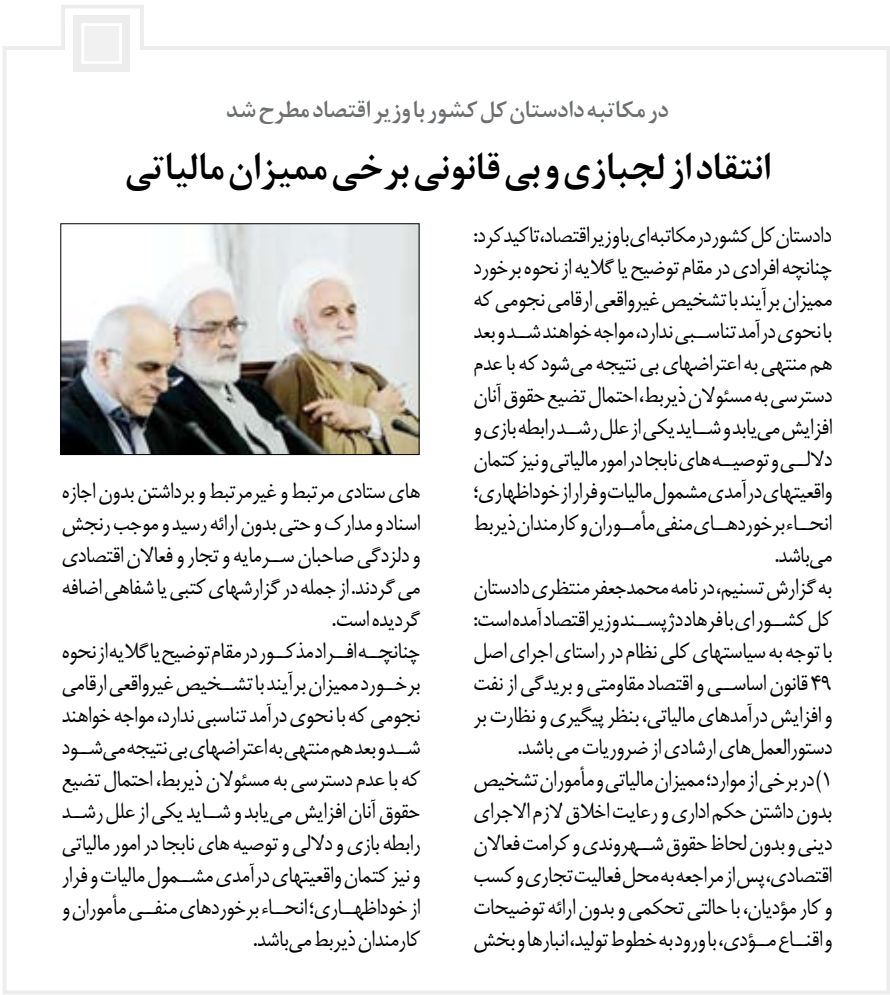 در مکاتبه دادستان کل کشور با وزیر اقتصاد مطرح شد
انتقاد از لجبازی و بی قانونی برخی ممیزان مالیاتی
دادستان کل کشور در مکاتبه‌ای با وزیر اقتصاد، تاکید کرد:
چنانچه افرادی در مقام توضیح یا گلایه از نحوه برخورد
ممیزان برآیند با تشخیص غیرواقعی ارقامی نجومی که
با نحوی درآمد تناسبی ندارد، مواجه خواهند شد و بعد
هم منتهی به اعتراضهای بی نتیجه می‌شود که با عدم
دسترسی به مسئولان ذیربط، احتمال تضیع حقوق آنان
افزایش می‌یابد و شاید یکی از علل رشد رابطه بازی و
دلالی و توصیه های نابجا در امور مالیاتی و نیز کتمان
واقعیتهای درآمدی مشمول مالیات و فرار از خوداظهاری؛
انحاء برخوردهای منفی مأموران و کارمندان ذیربط
می‌باشد.
به گزارش تسنیم، در نامه محمدجعفر منتظری دادستان
کل کشور ای بافرهاد دژپسند وزیر اقتصاد آمده است:
با توجه به سیاستهای کلی نظام در راستای اجرای اصل
۴۹ قانون اساسی و اقتصاد مقاومتی و بریدگی از نفت
و افزایش درآمدهای مالیاتی، بنظر پیگیری و نظارت بر
دستورالعمل‌های ارشادی از ضروریات می باشد.
۱) در برخی از موارد؛ ممیزان مالیاتی و مأموران تشخیص
بدون داشتن حکم اداری و رعایت اخلاق لازم الاجرای
دینی و بدون لحاظ حقوق شهروندی و کرامت فعالان
اقتصادی، پس از مراجعه به محل فعالیت تجاری و کسب
و کار مؤدیان، با حالتی تحکمی و بدون ارائه توضیحات
و اقناع مؤدی، با ورود به خطوط تولید، انبارها و بخش
های ستادی مرتبط و غیرمرتبط و برداشتن بدون اجازه
اسناد و مدارک و حتی بدون ارائه رسید و موجب رنجش
و دلزدگی صاحبان سرمایه و تجار و فعالان اقتصادی
می گردند. از جمله در گزارشهای کتبی یا شفاهی اضافه
گردیده است.
چنانچه افراد مذکور در مقام توضیح یا گلایه از نحوه
برخورد ممیزان برآیند با تشخیص غیرواقعی ارقامی
نجومی که با نحوی درآمد تناسبی ندارد، مواجه خواهند
شد و بعد هم منتهی به اعتراضهای بی نتیجه می‌شود
که با عدم دسترسی به مسئولان ذیربط، احتمال تضیع
حقوق آنان افزایش می‌یابد و شاید یکی از علل رشد
رابطه بازی و دلالی و توصیه های نابجا در امور مالیاتی
و نیز کتمان واقعیتهای درآمدی مشمول مالیات و فرار
از خوداظهاری؛ انحاء برخوردهای منفی مأموران و
کارمندان ذیربط می‌باشد.